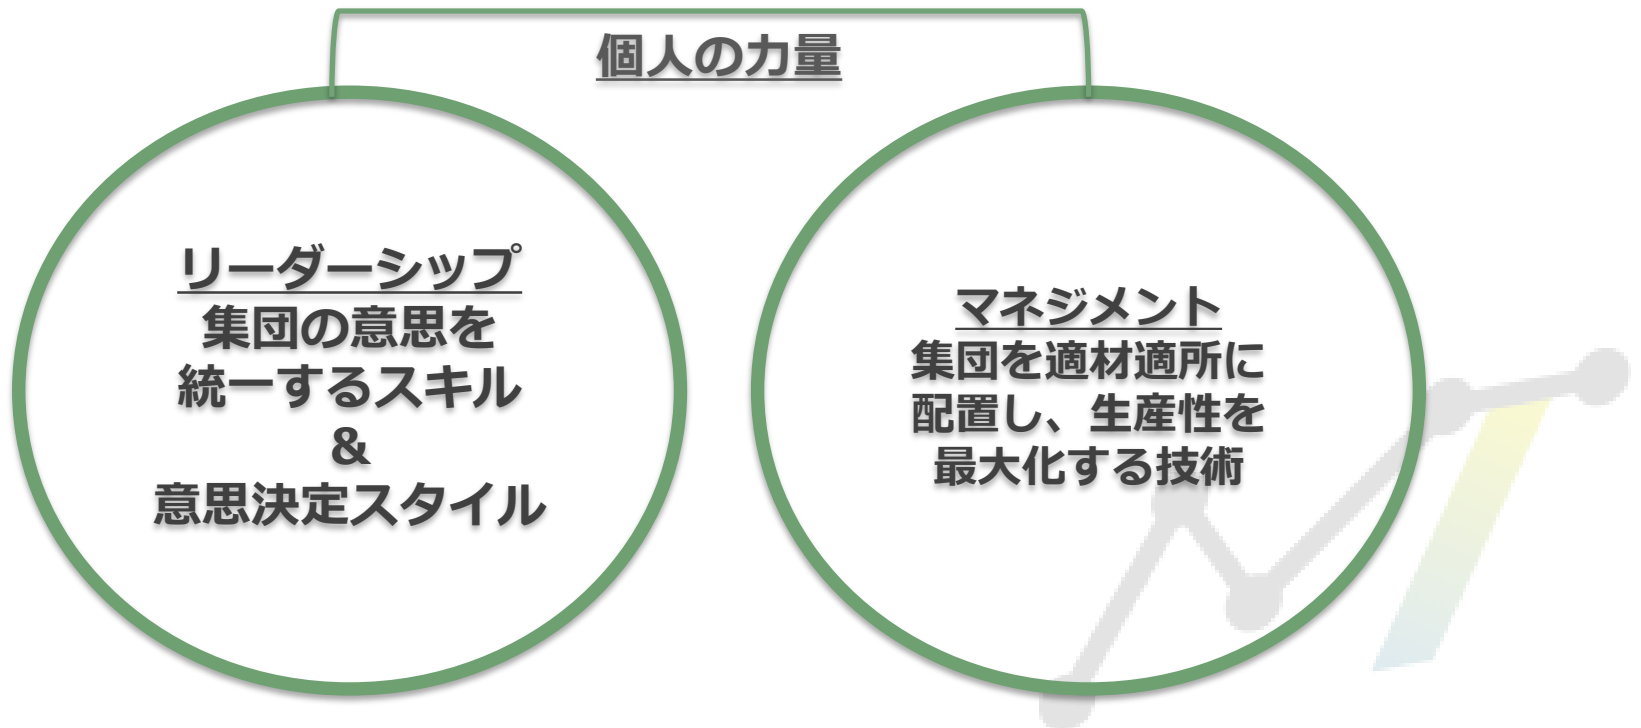 個人の力量
リーダーシップ
集団の意思を
統一するスキル
&
意思決定スタイル
マネジメント
集団を適材適所に
配置し、生産性を
最大化する技術